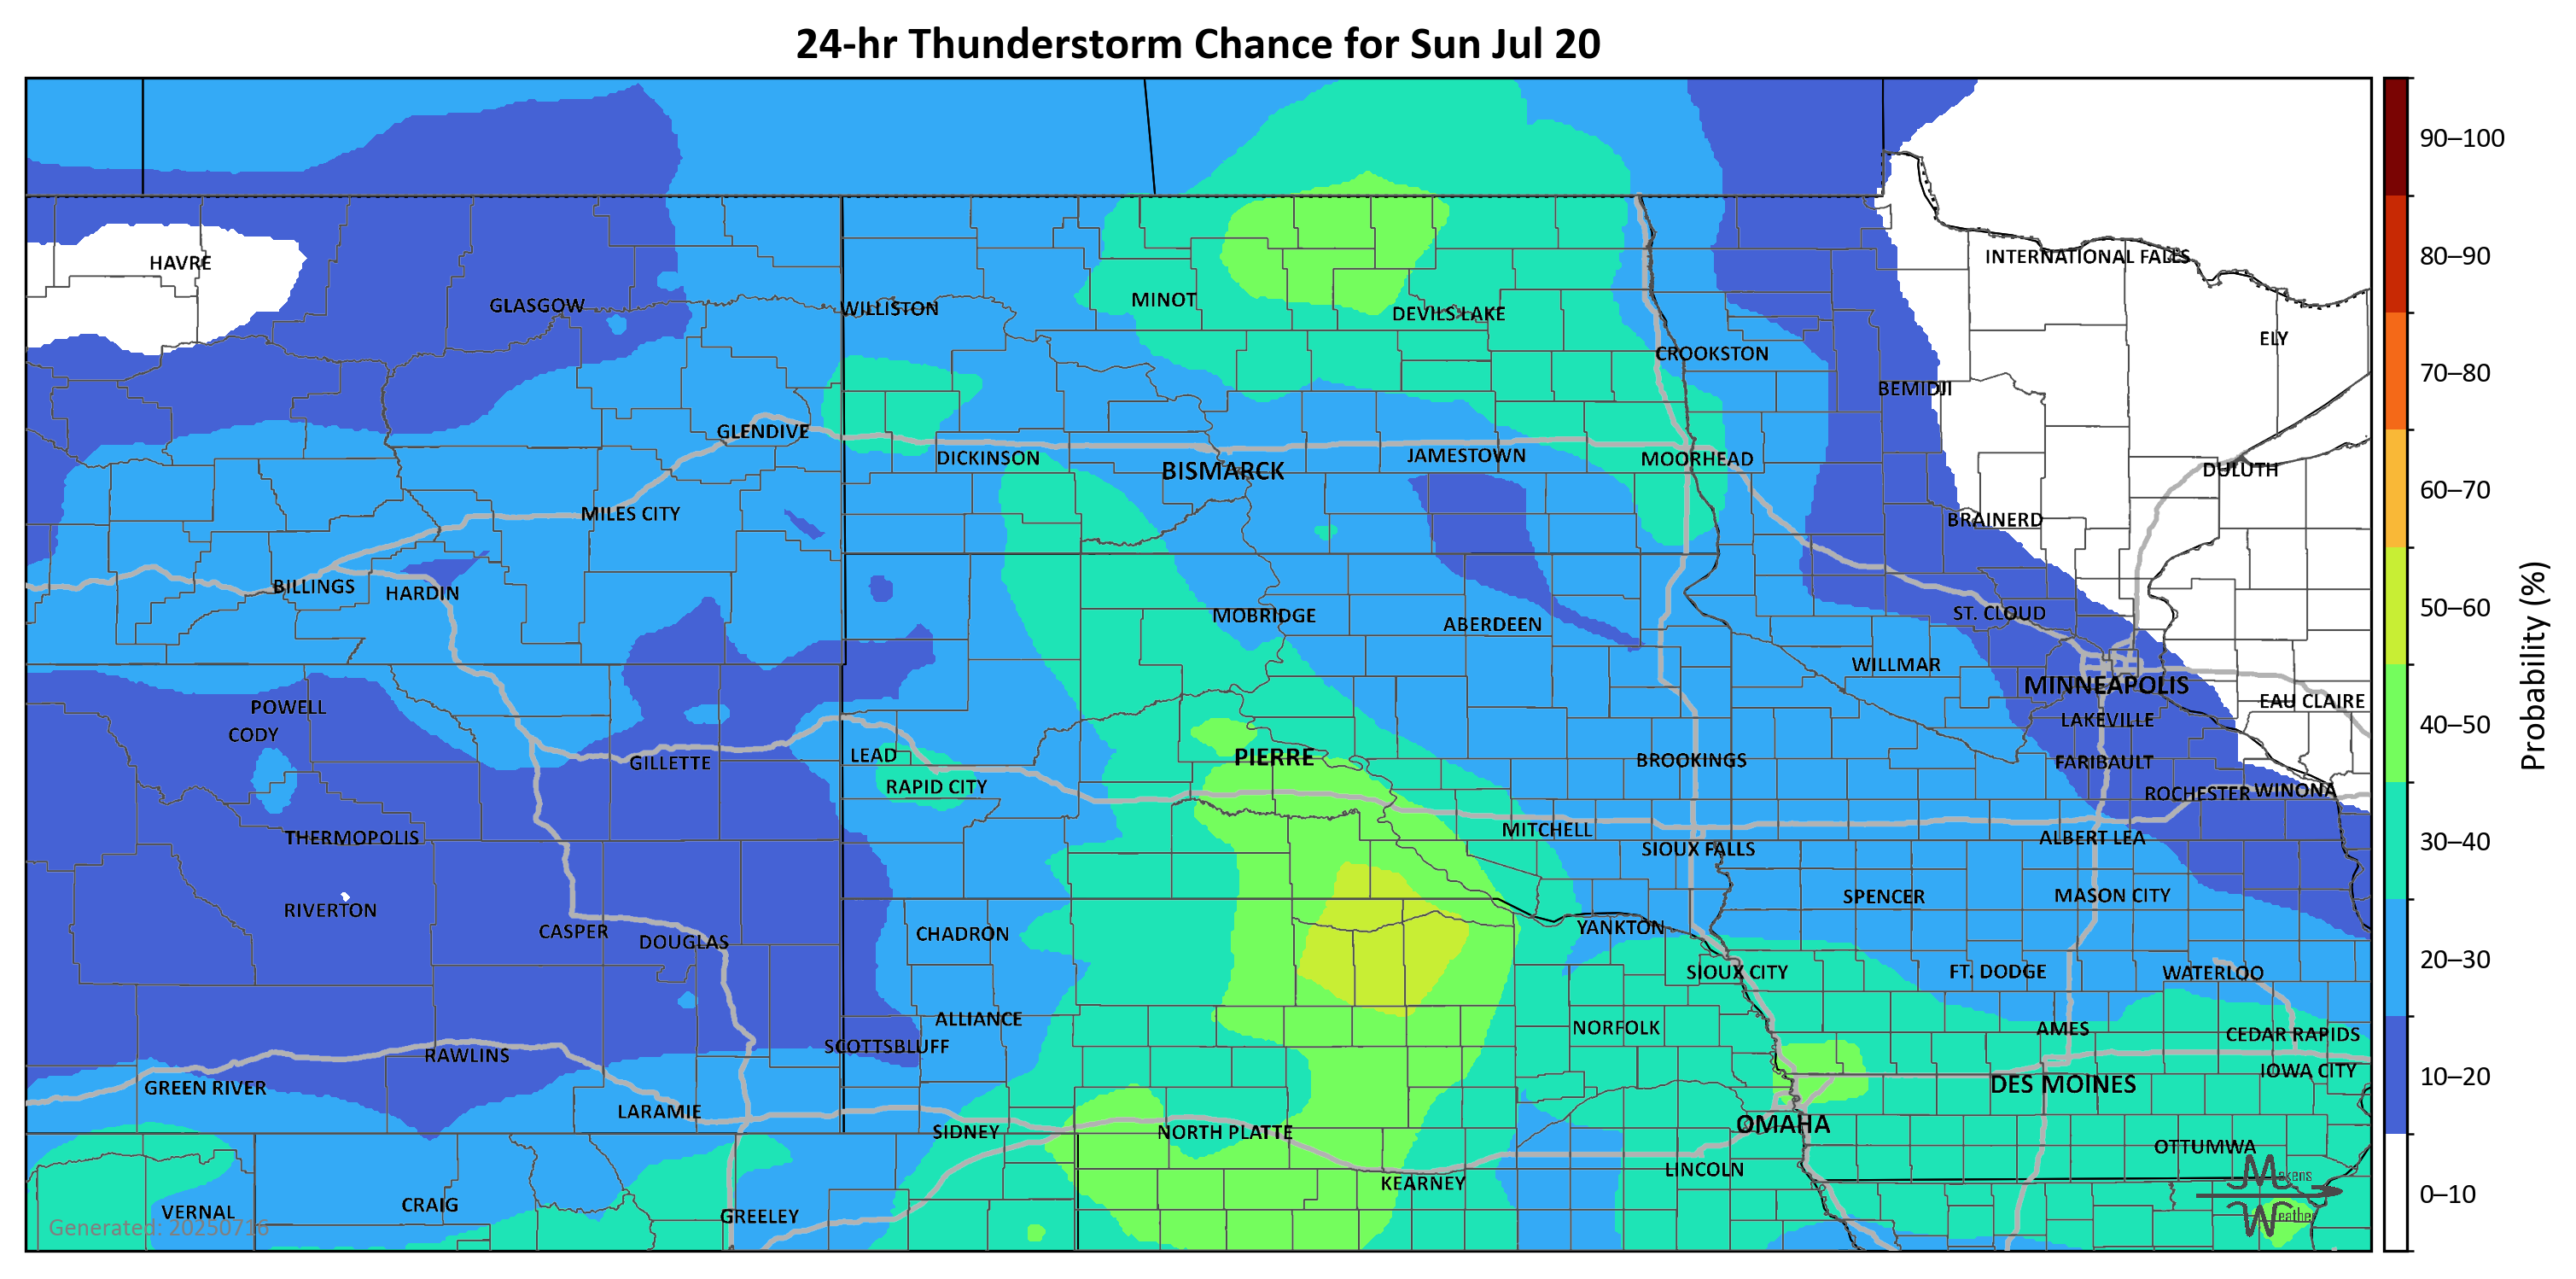 24-hr Thunderstorm Chance for Sun Jul 20
90–100
INTERNATIONAL FALLS
80–90
HAVRE
MINOT
GLASGOW
WILLISTON
DEVILS LAKE
ELY
CROOKSTON
70–80
BEMIDJI
GLENDIVE
DICKINSON
BISMARCK
JAMESTOWN
MOORHEAD
DULUTH
60–70
MILES CITY
BRAINERD
BILLINGS
HARDIN
MOBRIDGE
ABERDEEN
ST. CLOUD
50–60
WILLMAR
Probability (%)
MINNEAPOLIS
POWELL
EAU CLAIRE
LAKEVILLE
40–50
CODY
LEAD
PIERRE
BROOKINGS
GILLETTE
FARIBAULT
RAPID CITY
ROCHESTER
WINONA
THERMOPOLIS
MITCHELL
ALBERT LEA
30–40
SIOUX FALLS
SPENCER
MASON CITY
RIVERTON
CASPER
DOUGLAS
CHADRON
YANKTON
20–30
SIOUX CITY
FT. DODGE
WATERLOO
ALLIANCE
NORFOLK
AMES
CEDAR RAPIDS
SCOTTSBLUFF
RAWLINS
IOWA CITY
10–20
GREEN RIVER
DES MOINES
LARAMIE
OMAHA
SIDNEY
NORTH PLATTE
OTTUMWA
LINCOLN
KEARNEY
Makens
Weather
0–10
VERNAL
CRAIG
GREELEY
Generated: 20250716